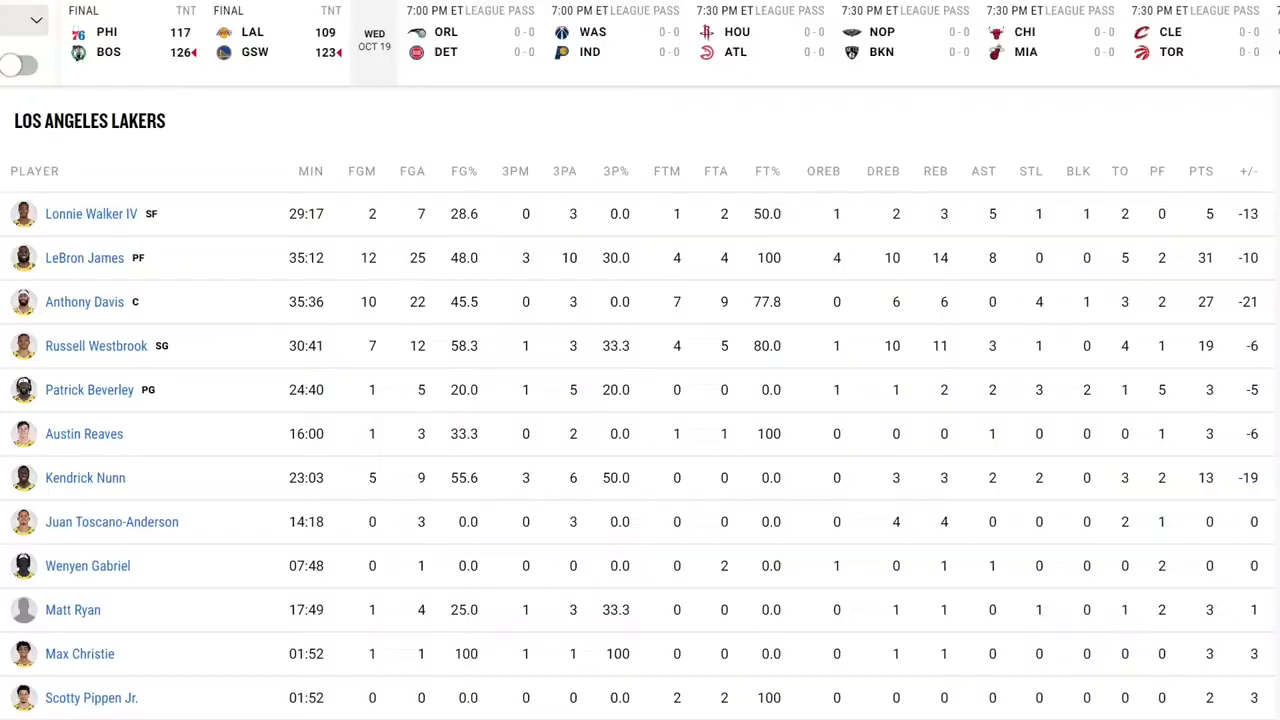 FINAL TNT FINAL TNT 7:00 PM ET LEAGUE PASS 7:00 PM ET LEAGUE PASS 7:30 PM ET LEAGUE PASS 7:30 PM ET LEAGUE PASS 7:30 PM ET LEAGUE PASS 7:30 PM ET LEAGUE PASS
PHI 117 LAL 109 WED ORL 0-0 WAS 0-0 HOU 0-0 NOP 0-0 CHI 0-0 CLE 0-0
BOS 126 GSW 123 OCT 19 DET 0-0 IND 0-0 ATL 0-0 BKN 0-0 MIA 0-0 TOR 0-0
LOS ANGELES LAKERS
PLAYER MIN FGM FGA FG% 3PM 3PA 3P% FTM FTA FT% OREB DREB REB AST STL BLK TO PF PTS +/-
Lonnie Walker IV SF 29:17 2 7 28.6 0 3 0.0 1 2 50.0 1 2 3 5 1 1 2 0 5 -13
LeBron James PF 35:12 12 25 48.0 3 10 30.0 4 4 100 4 10 14 8 0 0 5 2 31 -10
Anthony Davis C 35:36 10 22 45.5 0 3 0.0 7 9 77.8 0 6 6 0 4 1 3 2 27 -21
Russell Westbrook SG 30:41 7 12 58.3 1 3 33.3 4 5 80.0 1 10 11 3 1 0 4 1 19 -6
Patrick Beverley PG 24:40 1 5 20.0 1 5 20.0 0 0 0.0 1 1 2 2 3 2 1 5 3 -5
Austin Reaves 16:00 1 3 33.3 0 2 0.0 1 1 100 0 0 0 1 0 0 0 1 3 -6
Kendrick Nunn 23:03 5 9 55.6 3 6 50.0 0 0 0.0 0 3 3 2 2 0 3 2 13 -19
Juan Toscano-Anderson 14:18 0 3 0.0 0 3 0.0 0 0 0.0 0 4 4 0 0 0 2 1 0 0
Wenyen Gabriel 07:48 0 1 0.0 0 0 0.0 0 2 0.0 1 0 1 1 0 0 0 2 0 0
Matt Ryan 17:49 1 4 25.0 1 3 33.3 0 0 0.0 0 1 1 0 1 0 1 2 3 1
Max Christie 01:52 1 1 100 1 1 100 0 0 0.0 0 1 1 0 0 0 0 0 3 3
Scotty Pippen Jr. 01:52 0 0 0.0 0 0 0.0 2 2 100 0 0 0 0 0 0 0 0 2 3